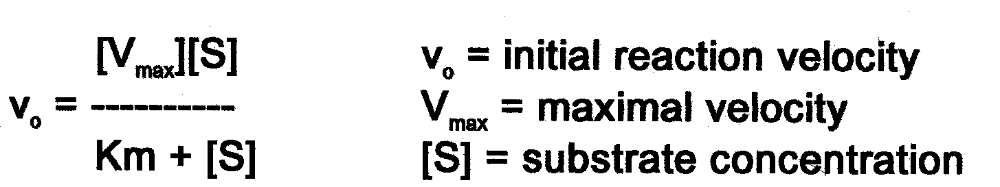 [Vmax][S]
vo = ----------
Km + [S]
vo = initial reaction velocity
Vmax = maximal velocity
[S] = substrate concentration